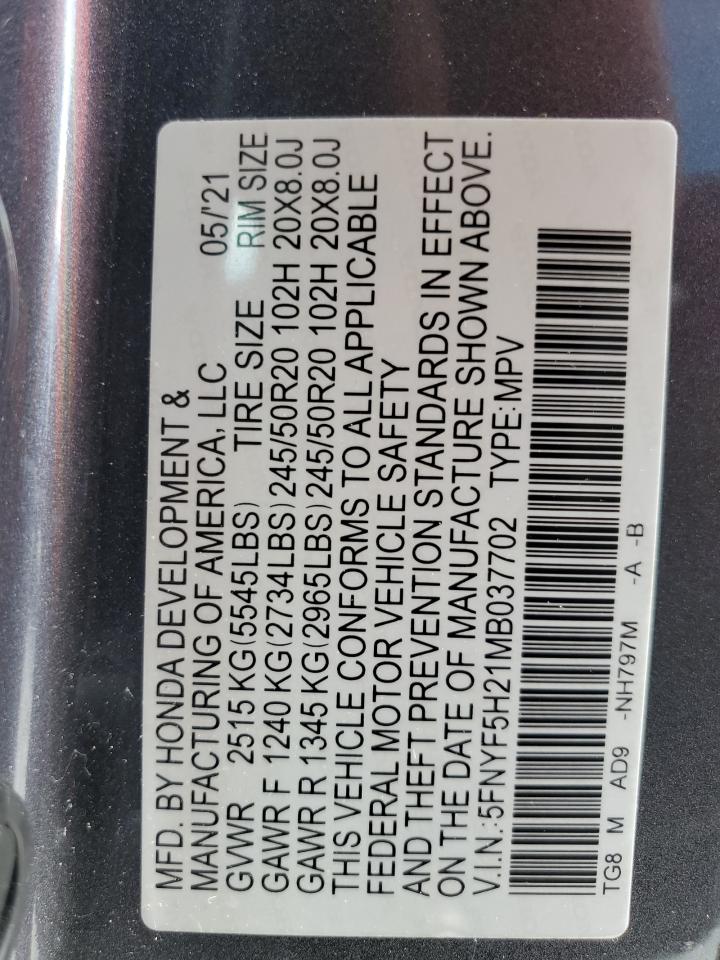 MFD. BY HONDA DEVELOPMENT &
MANUFACTURING OF AMERICA, LLC 05/'21
GVWR 2515 KG(5545LBS) TIRE SIZE RIM SIZE
GAWR F 1240 KG(2734LBS)245/50R20 102H 20X8.0J
GAWR R 1345 KG(2965LBS)245/50R20 102H 20X8.0J
THIS VEHICLE CONFORMS TO ALL APPLICABLE
FEDERAL MOTOR VEHICLE SAFETY
AND THEFT PREVENTION STANDARDS IN EFFECT
ON THE DATE OF MANUFACTURE SHOWN ABOVE.
V.I.N.:5FNYF5H21MB037702 TYPE:MPV
TG8 M AD9 -NH797M -A -B